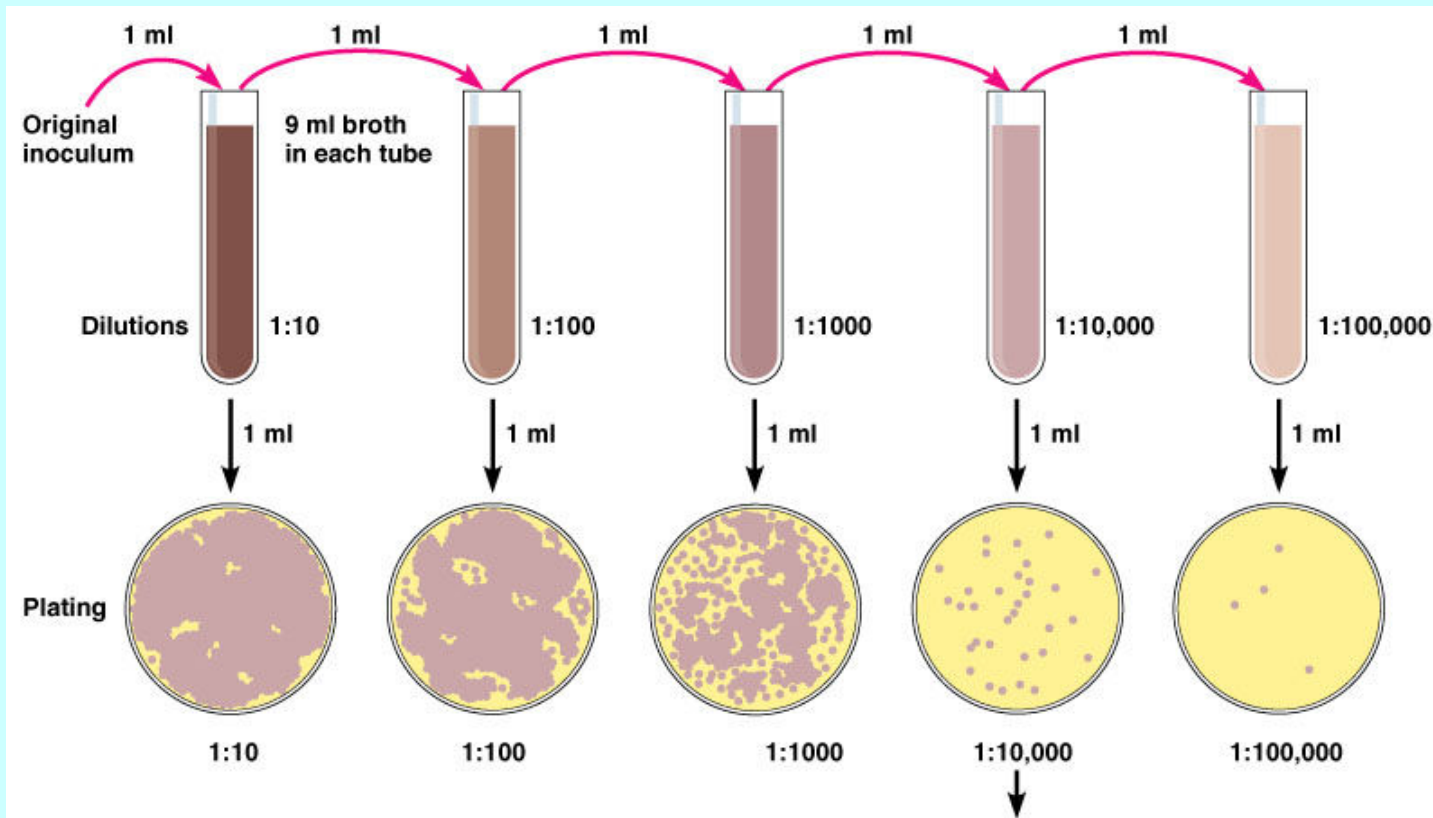 1 ml
1 ml
1 ml
1 ml
1 ml
Original
inoculum
9 ml broth
in each tube
Dilutions
1:10
1:100
1:1000
1:10,000
1:100,000
1 ml
1 ml
1 ml
1 ml
1 ml
Plating
1:10
1:100
1:1000
1:10,000
1:100,000